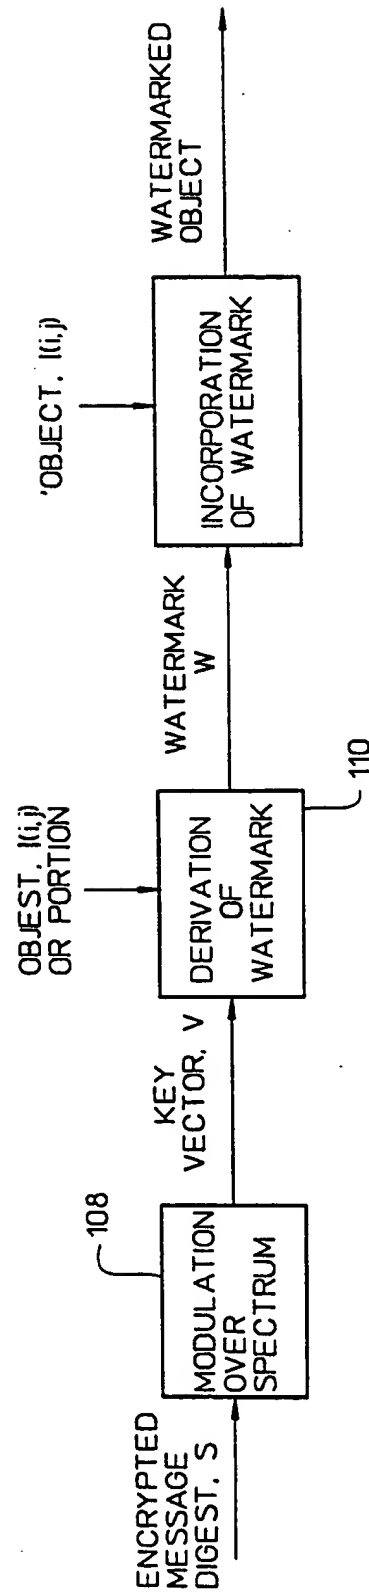 ENCRYPTED
MESSAGE
DIGEST, S
108
MODULATION
OVER
SPECTRUM
KEY
VECTOR, V
OBJEST, I(i,j)
OR PORTION
DERIVATION
OF
WATERMARK
110
WATERMARK
W
'OBJECT, I(i,j)
INCORPORATION
OF WATERMARK
WATERMARKED
OBJECT